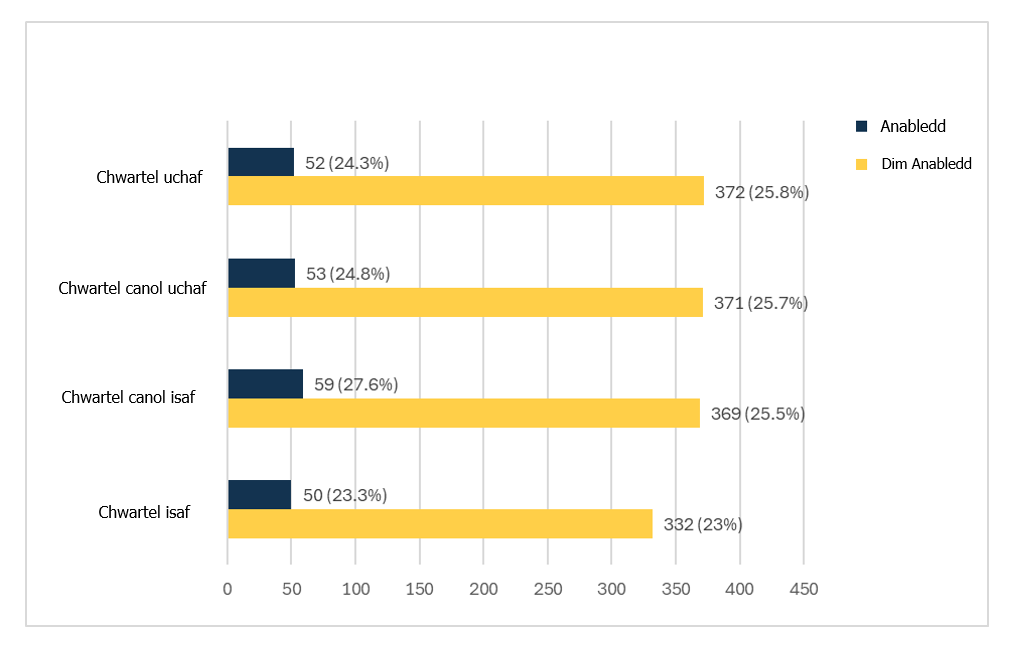 Anabledd
Dim Anabledd
Chwartel uchaf
52 (24.3%)
372 (25.8%)
Chwartel canol uchaf
53 (24.8%)
371 (25.7%)
Chwartel canol isaf
59 (27.6%)
369 (25.5%)
Chwartel isaf
50 (23.3%)
332 (23%)
0 50 100 150 200 250 300 350 400 450